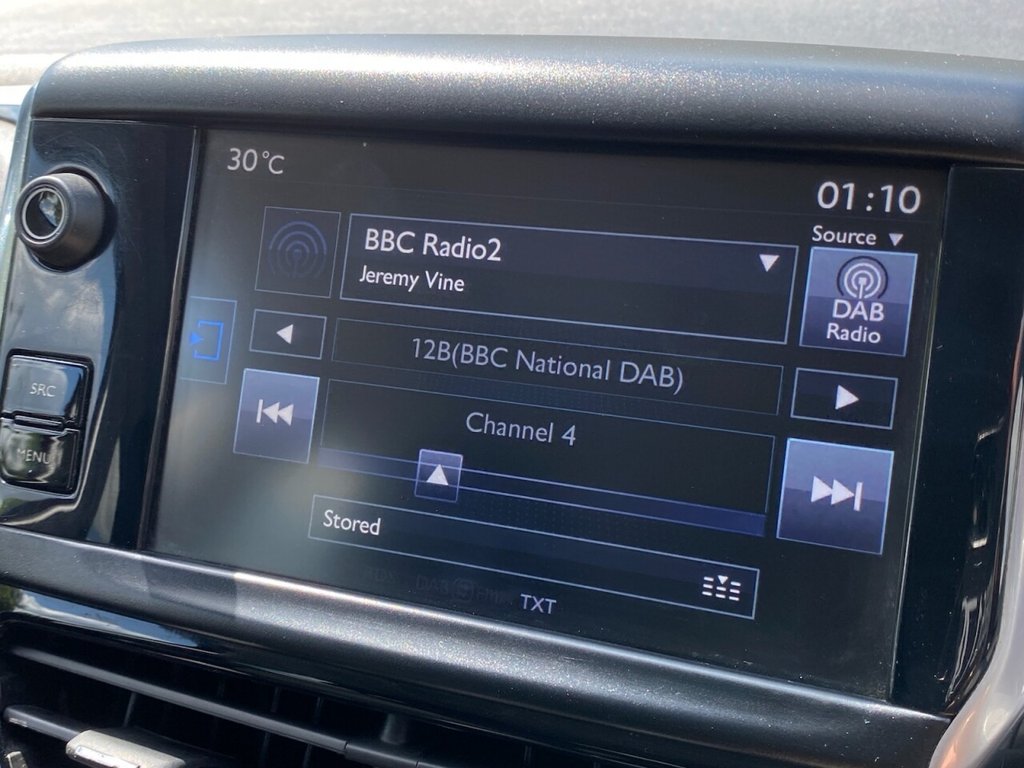 30°C
01:10
Source
BBC Radio2
Jeremy Vine
DAB
Radio
12B(BBC National DAB)
SRC
Channel 4
MENU
Stored
TXT